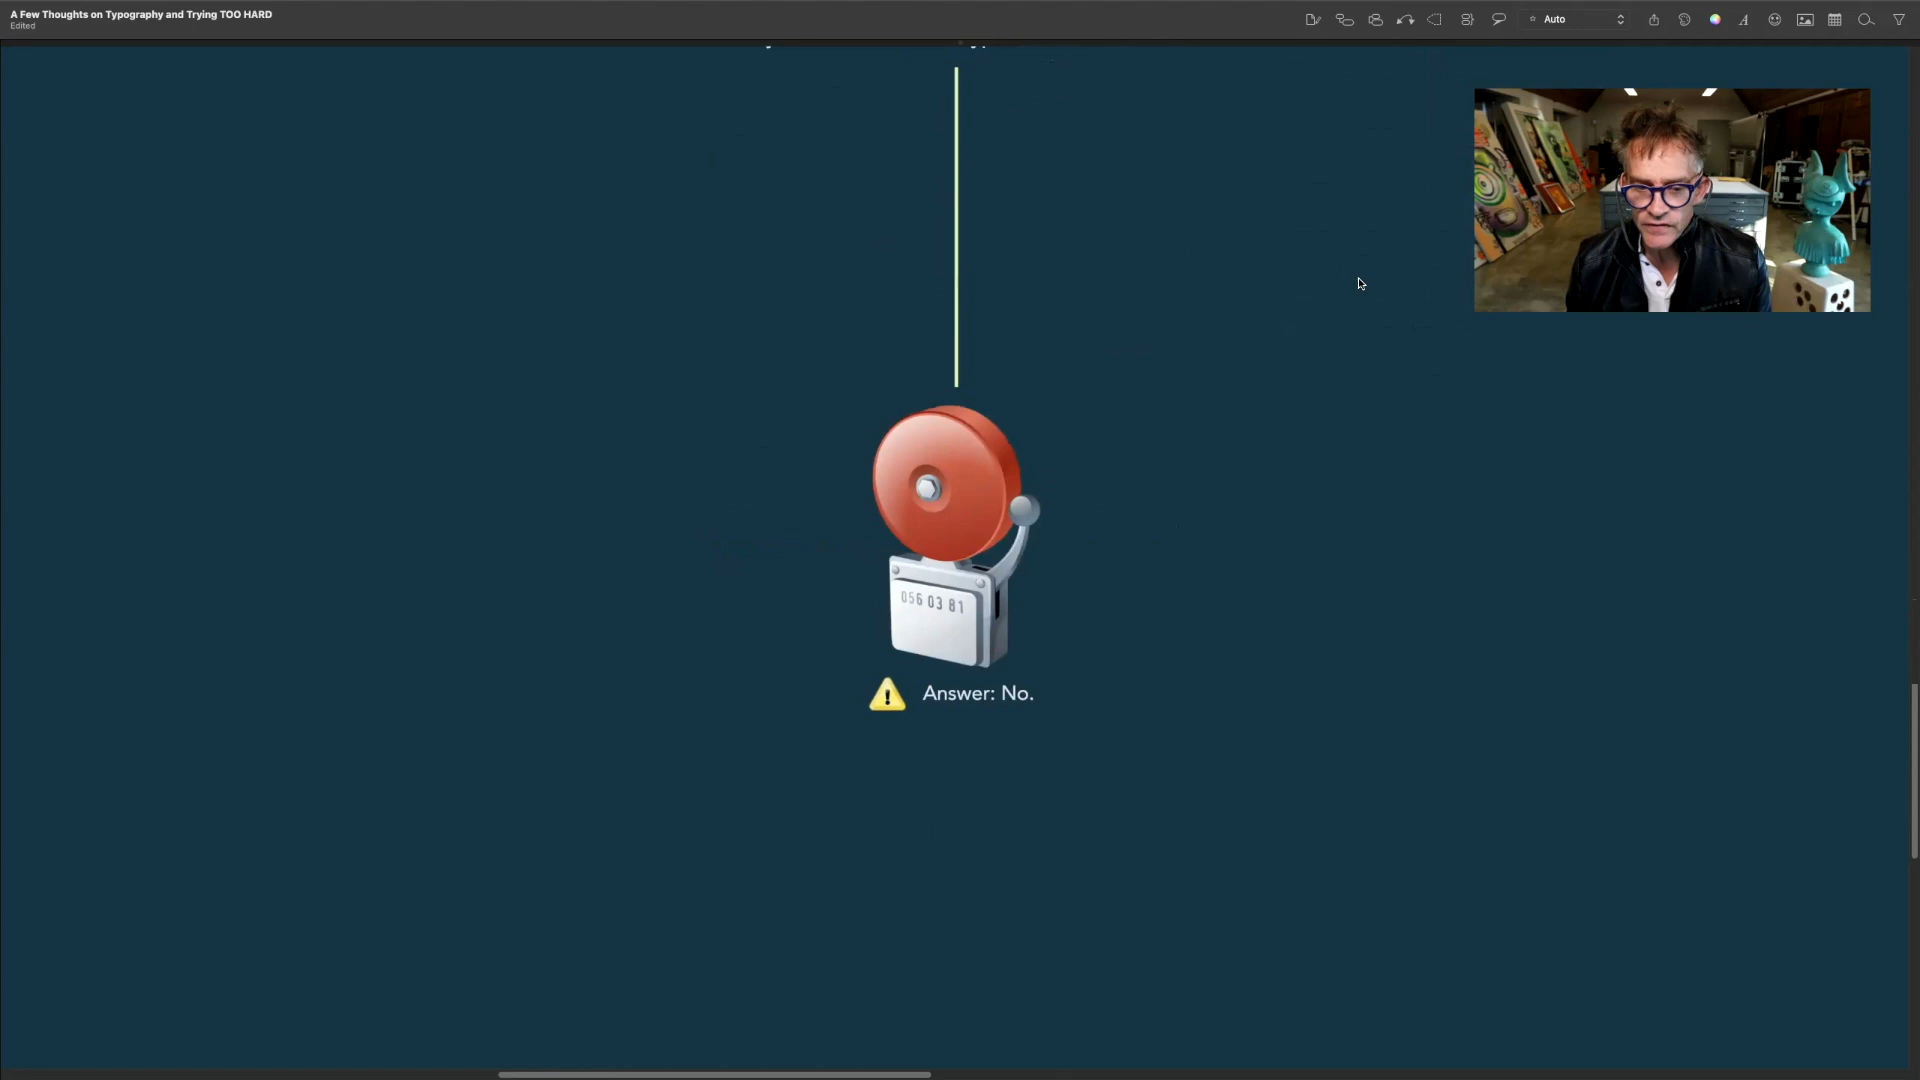 A Few Thoughts on Typography and Trying TOO HARD
Edited
Auto
056 03 81
Answer: No.